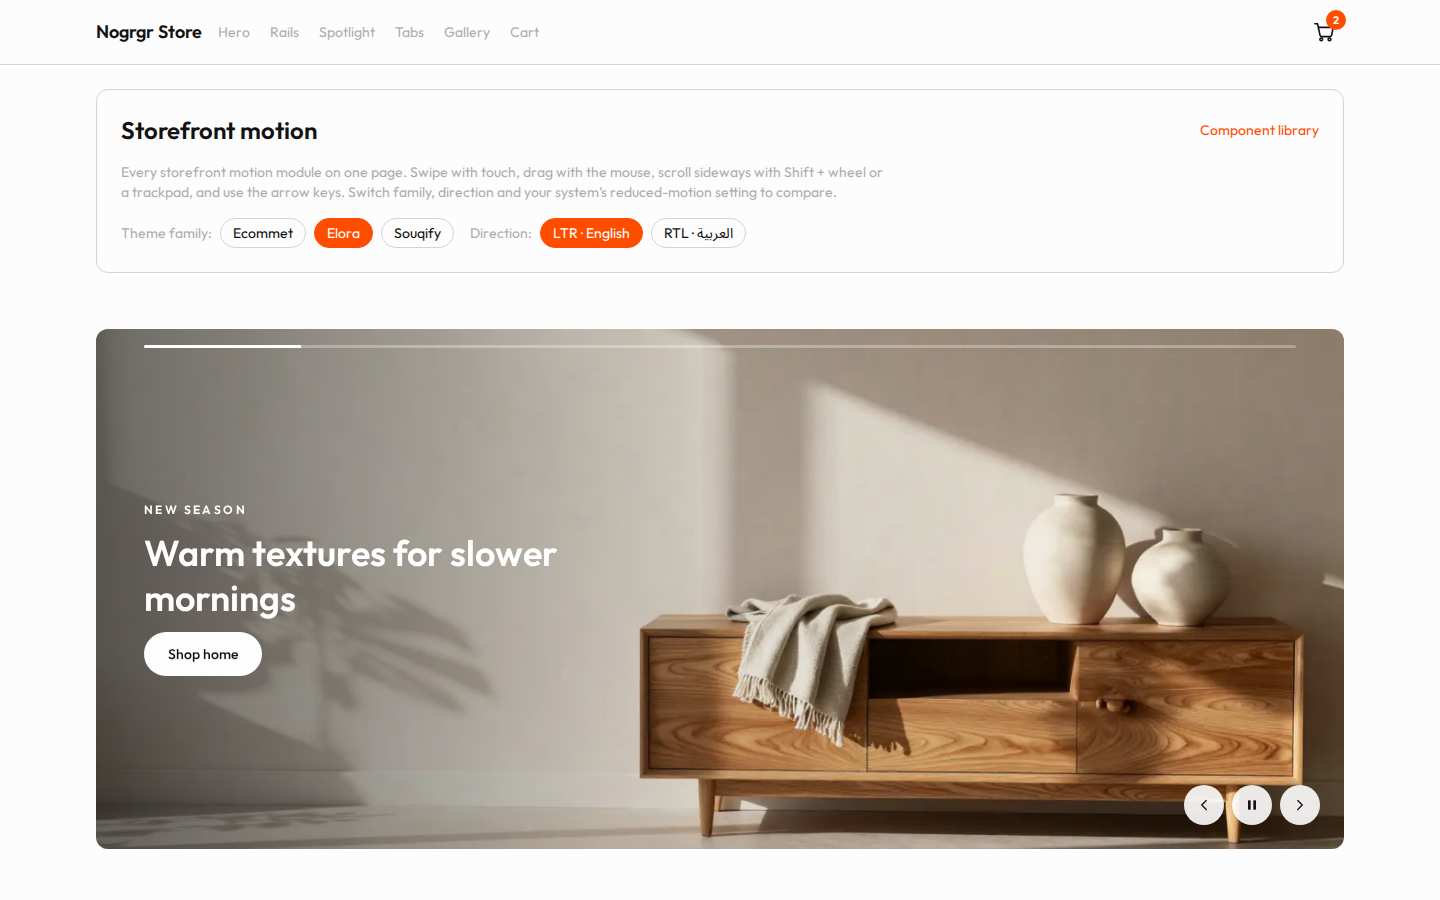 Nogrgr Store Hero Rails Spotlight Tabs Gallery Cart 2
Storefront motion
Component library
Every storefront motion module on one page. Swipe with touch, drag with the mouse, scroll sideways with Shift + wheel or
a trackpad, and use the arrow keys. Switch family, direction and your system's reduced-motion setting to compare.
Theme family: Ecommet Elora Souqify Direction: LTR · English RTL · العربية
NEW SEASON
Warm textures for slower
mornings
Shop home